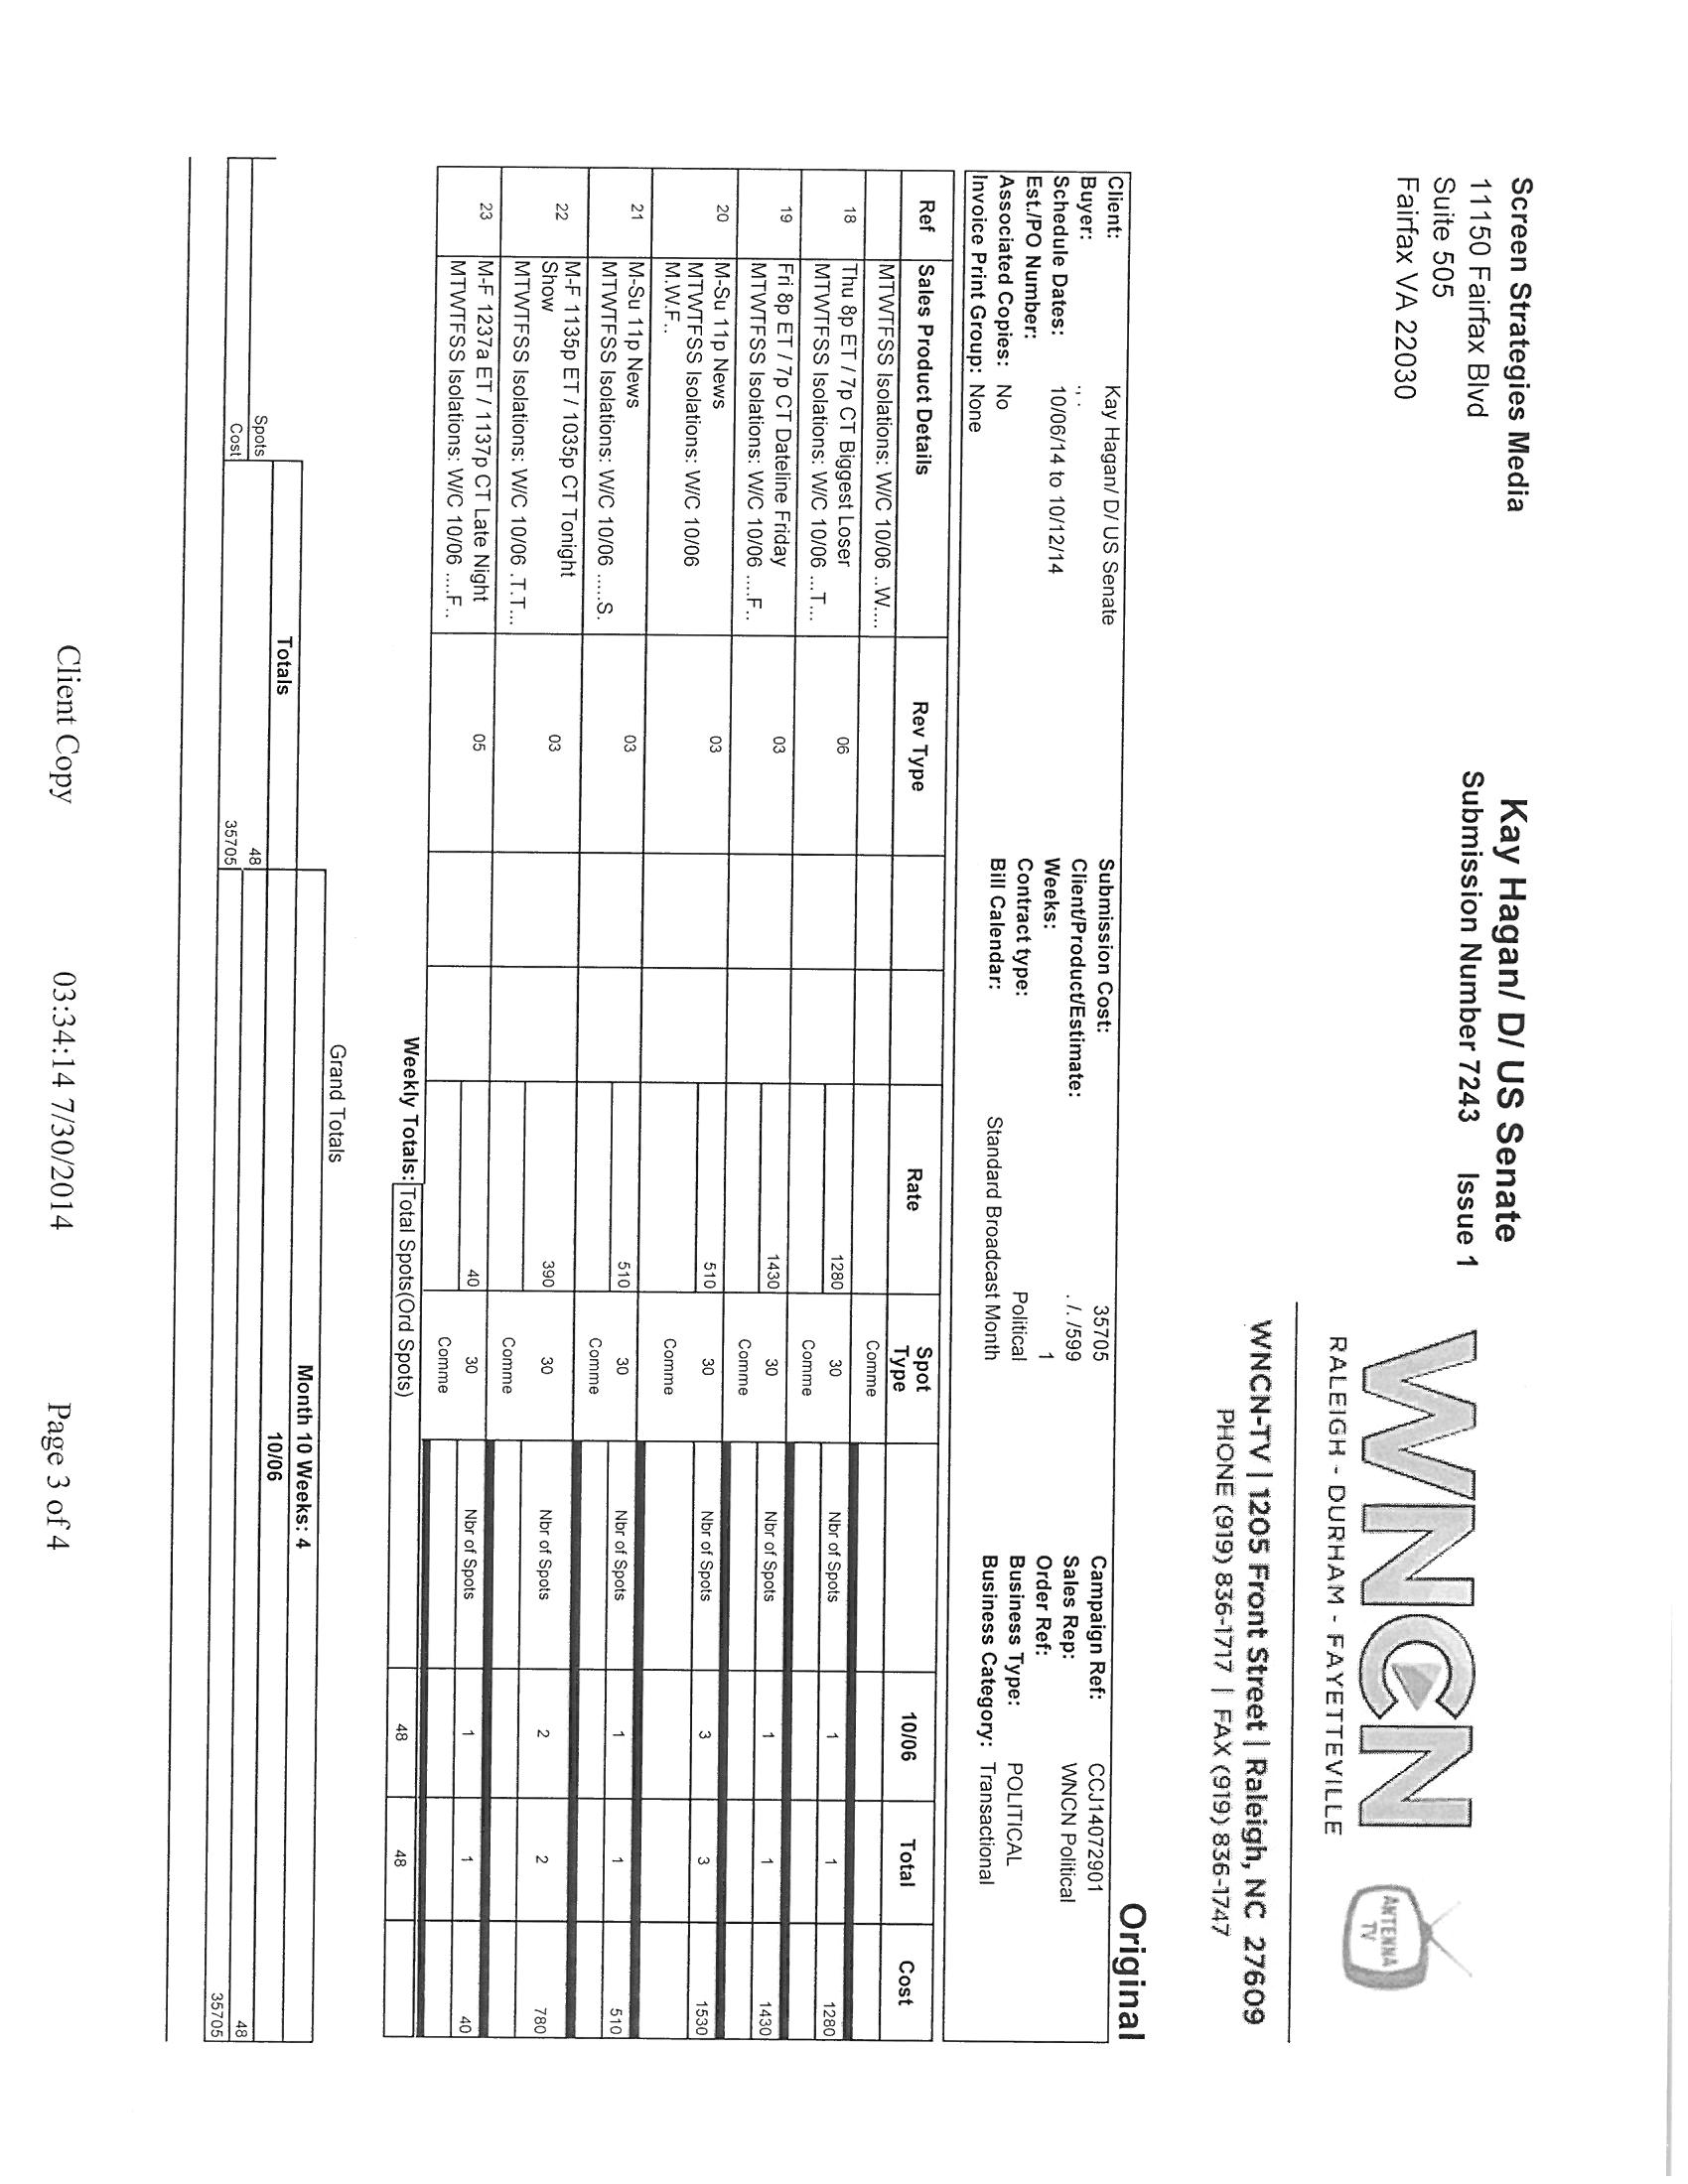 Screen Strategies Media
11150 Fairfax Blvd
Suite 505
Fairfax VA 22030
Kay Hagan/ D/ US Senate
Submission Number 7243 Issue 1
WNCN
RALEIGH - DURHAM - FAYETTEVILLE
ANTENNA
TV
WNCN-TV | 1205 Front Street | Raleigh, NC 27609
PHONE (919) 836-1717 | FAX (919) 836-1747
Original
Client: Kay Hagan/ D/ US Senate Submission Cost: 35705 Campaign Ref: CCJ14072901
Buyer: ., . Client/Product/Estimate: . /. /599 Sales Rep: WNCN Political
Schedule Dates: 10/06/14 to 10/12/14 Weeks: 1 Order Ref:
Est./PO Number: Contract type: Political Business Type: POLITICAL
Associated Copies: No Bill Calendar: Standard Broadcast Month Business Category: Transactional
Invoice Print Group: None
Ref Sales Product Details Rev Type Rate Spot Type 10/06 Total Cost
MTWTFSS Isolations: W/C 10/06 ..W.... Comme
18 Thu 8p ET / 7p CT Biggest Loser 06 1280 30 Nbr of Spots 1 1 1280
MTWTFSS Isolations: W/C 10/06 ...T... Comme
19 Fri 8p ET / 7p CT Dateline Friday 03 1430 30 Nbr of Spots 1 1 1430
MTWTFSS Isolations: W/C 10/06 ....F.. Comme
20 M-Su 11p News 03 510 30 Nbr of Spots 3 3 1530
MTWTFSS Isolations: W/C 10/06 Comme
M.W.F..
21 M-Su 11p News 03 510 30 Nbr of Spots 1 1 510
MTWTFSS Isolations: W/C 10/06 .....S. Comme
22 M-F 1135p ET / 1035p CT Tonight 03 390 30 Nbr of Spots 2 2 780
Show
MTWTFSS Isolations: W/C 10/06 .T.T... Comme
23 M-F 1237a ET / 1137p CT Late Night 05 40 30 Nbr of Spots 1 1 40
MTWTFSS Isolations: W/C 10/06 ....F.. Comme
Weekly Totals: Total Spots(Ord Spots) 48 48
Grand Totals
Month 10 Weeks: 4
Totals 10/06
Spots 48 48
Cost 35705 35705
Client Copy 03:34:14 7/30/2014 Page 3 of 4